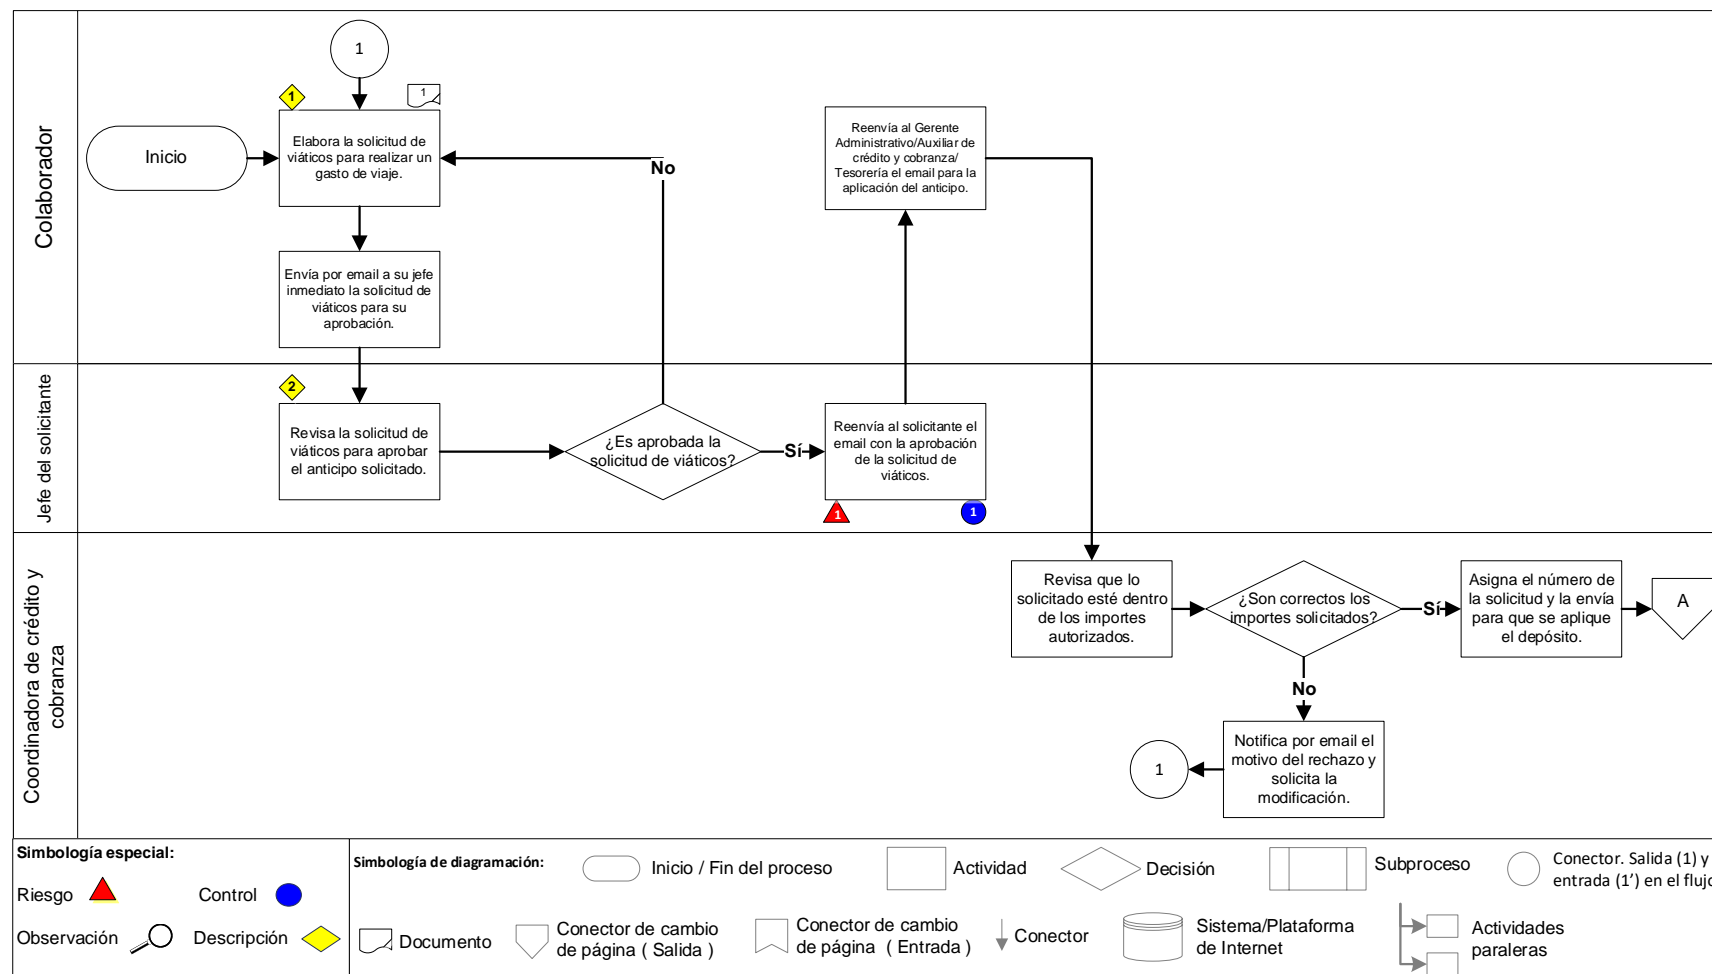 Colaborador
1
1
1
Inicio
Elabora la solicitud de
viáticos para realizar un
gasto de viaje.
No
Reenvía al Gerente
Administrativo/Auxiliar de
crédito y cobranza/
Tesorería el email para la
aplicación del anticipo.
Envía por email a su jefe
inmediato la solicitud de
viáticos para su
aprobación.
Jefe del solicitante
2
Revisa la solicitud de
viáticos para aprobar
el anticipo solicitado.
¿Es aprobada la
solicitud de viáticos?
Sí
Reenvía al solicitante el
email con la aprobación
de la solicitud de
viáticos.
1
1
Coordinadora de crédito y
cobranza
Revisa que lo
solicitado esté dentro
de los importes
autorizados.
¿Son correctos los
importes solicitados?
Sí
Asigna el número de
la solicitud y la envía
para que se aplique
el depósito.
A
No
Notifica por email el
motivo del rechazo y
solicita la
modificación.
1
Simbología especial:
Riesgo
Control
Observación
Descripción
Simbología de diagramación:
Inicio / Fin del proceso
Actividad
Decisión
Subproceso
Conector. Salida (1) y
entrada (1') en el flujo
Documento
Conector de cambio
de página ( Salida )
Conector de cambio
de página ( Entrada )
Conector
Sistema/Plataforma
de Internet
Actividades
paraleras